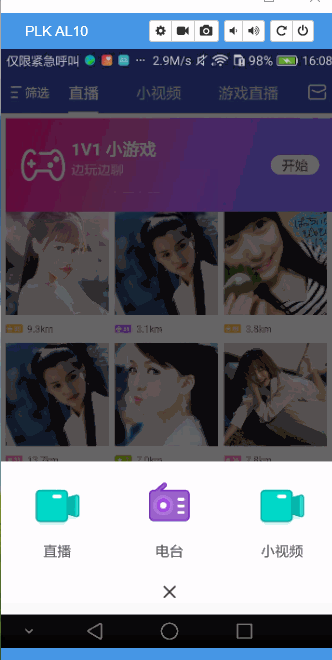 PLK AL10
仅限紧急呼叫 ··· 2.9M/s 98% 16:08
筛选 直播 小视频 游戏直播
1V1 小游戏
边玩边聊
开始
9.3km 3.1km 3.8km
7.0km 7.8km
直播 电台 小视频